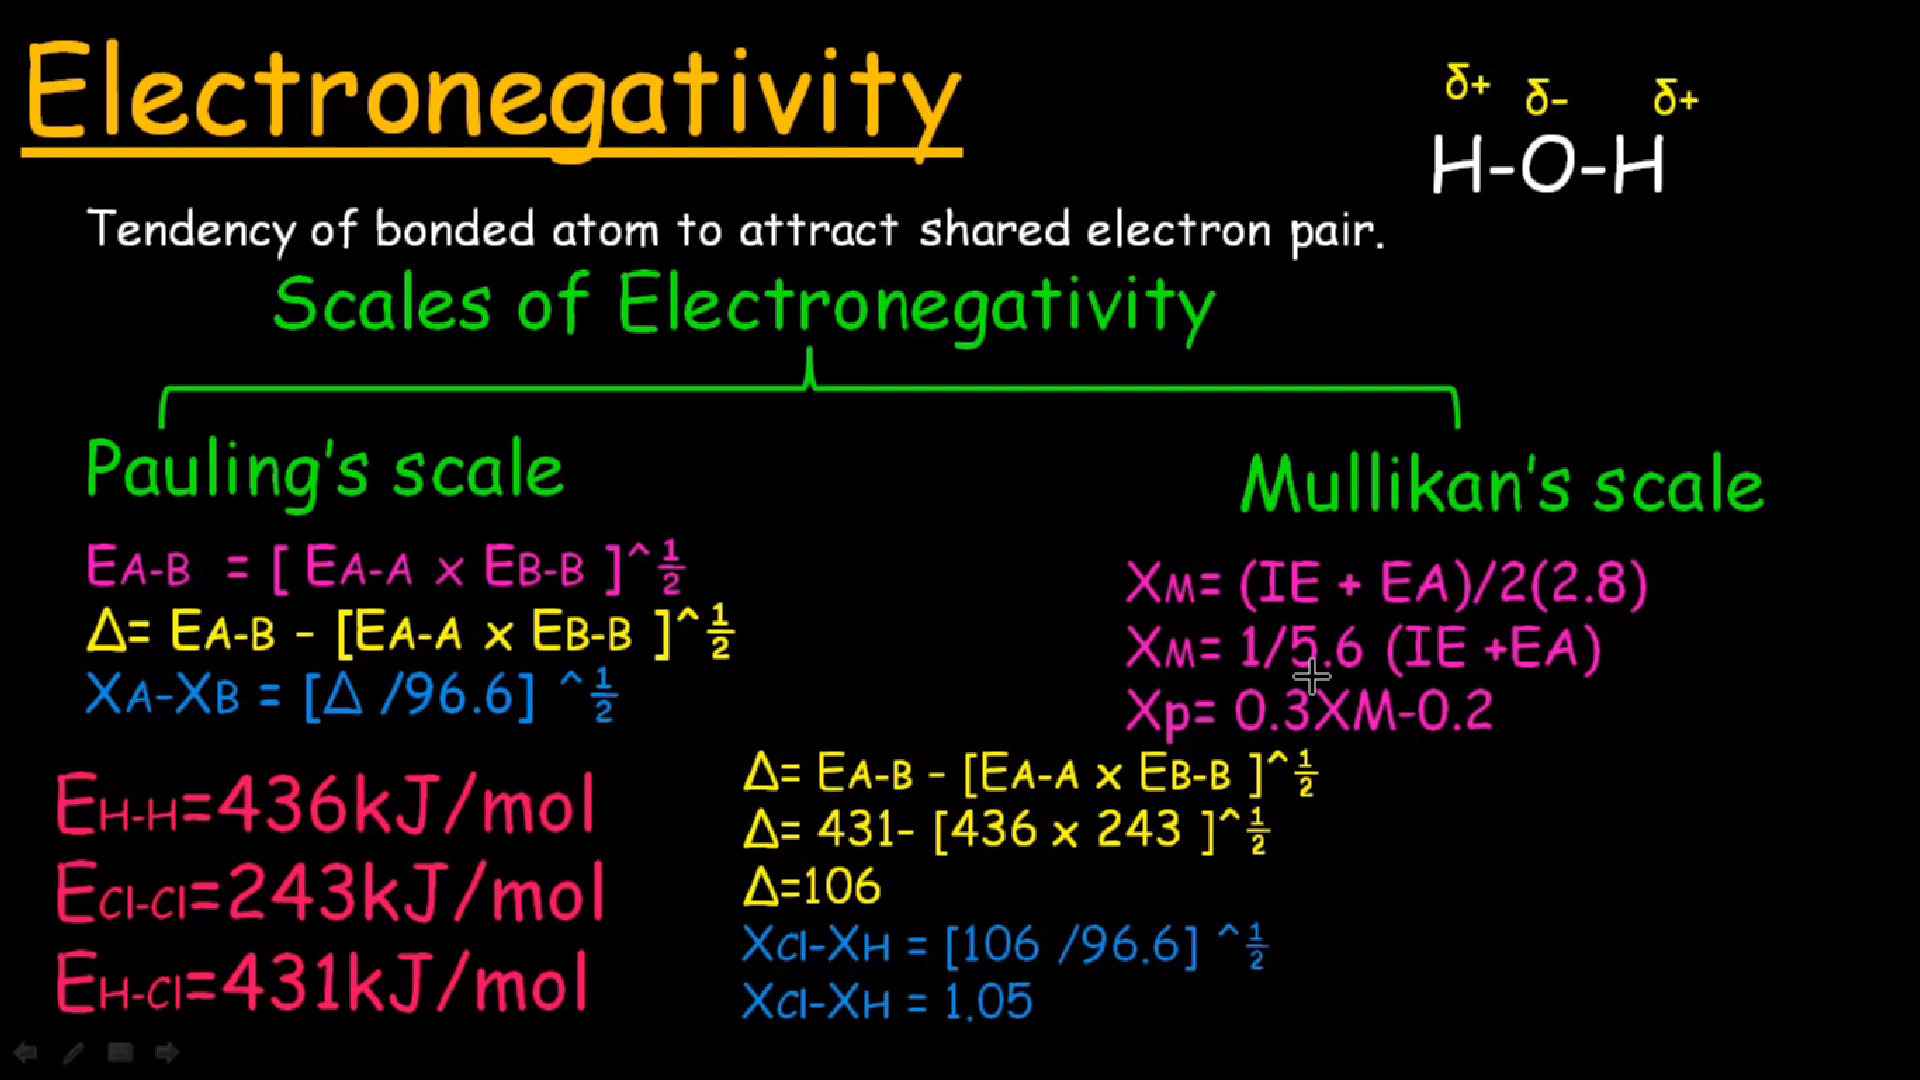 Electronegativity
δ+ δ- δ+
H-O-H
Tendency of bonded atom to attract shared electron pair.
Scales of Electronegativity
Pauling's scale
EA-B = [ EA-A x EB-B ]^½
Δ= EA-B - [EA-A x EB-B ]^½
XA-XB = [Δ /96.6] ^½
Mullikan's scale
XM= (IE + EA)/2(2.8)
XM= 1/5.6 (IE +EA)
Xp= 0.3XM-0.2
EH-H=436kJ/mol
ECl-Cl=243kJ/mol
EH-Cl=431kJ/mol
Δ= EA-B - [EA-A x EB-B ]^½
Δ= 431- [436 x 243 ]^½
Δ=106
XCl-XH = [106 /96.6] ^½
XCl-XH = 1.05